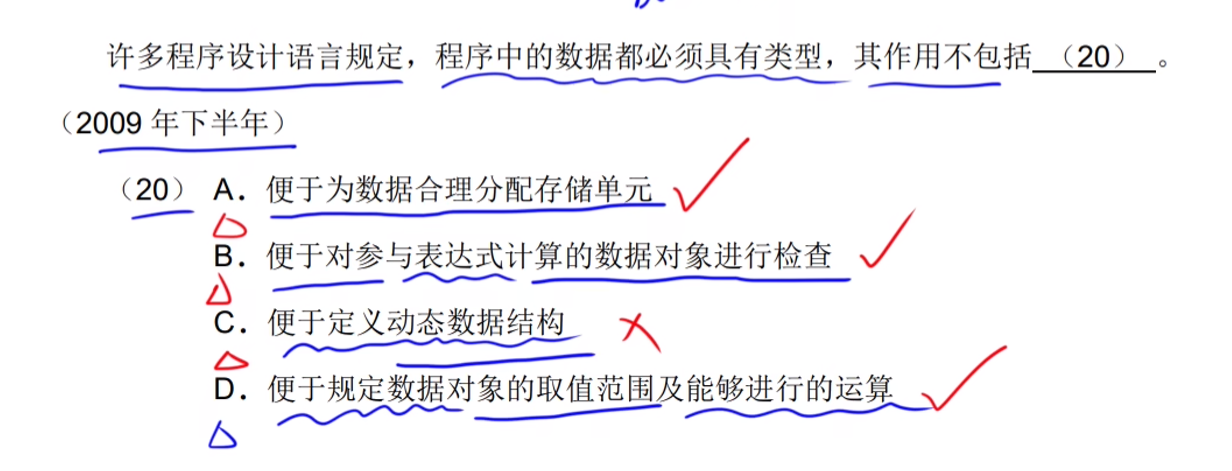 许多程序设计语言规定，程序中的数据都必须具有类型，其作用不包括（20）。
（2009 年下半年）
（20） A．便于为数据合理分配存储单元
B．便于对参与表达式计算的数据对象进行检查
C．便于定义动态数据结构
D．便于规定数据对象的取值范围及能够进行的运算